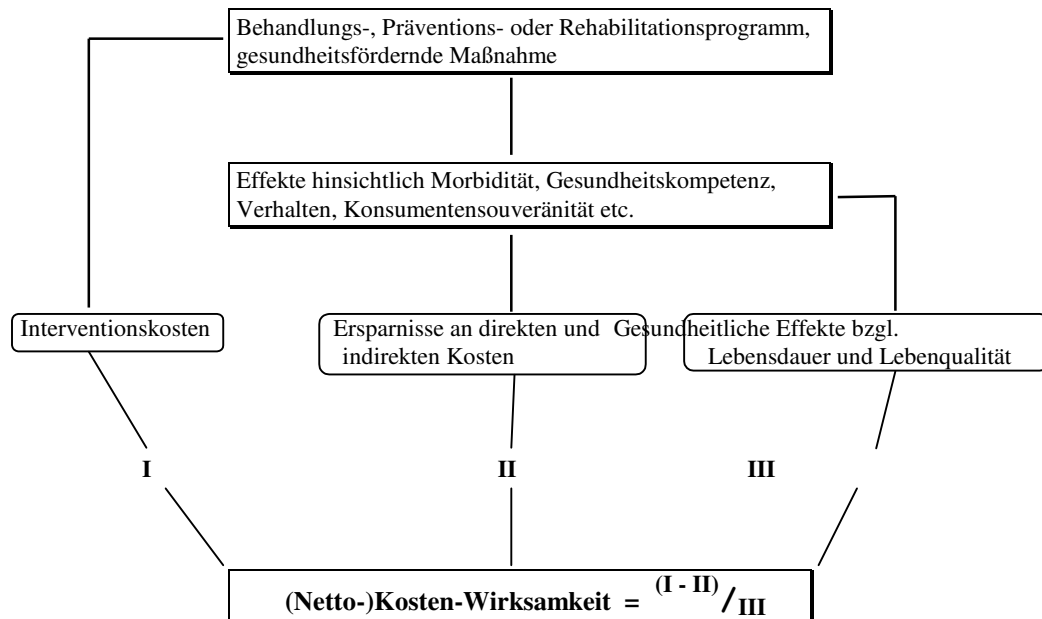 Behandlungs-, Präventions- oder Rehabilitationsprogramm,
gesundheitsfördernde Maßnahme
Effekte hinsichtlich Morbidität, Gesundheitskompetenz,
Verhalten, Konsumentensouveränität etc.
Interventionskosten
Ersparnisse an direkten und
indirekten Kosten
Gesundheitliche Effekte bzgl.
Lebensdauer und Lebenqualität
I
II
III
(Netto-)Kosten-Wirksamkeit = (I - II) / III